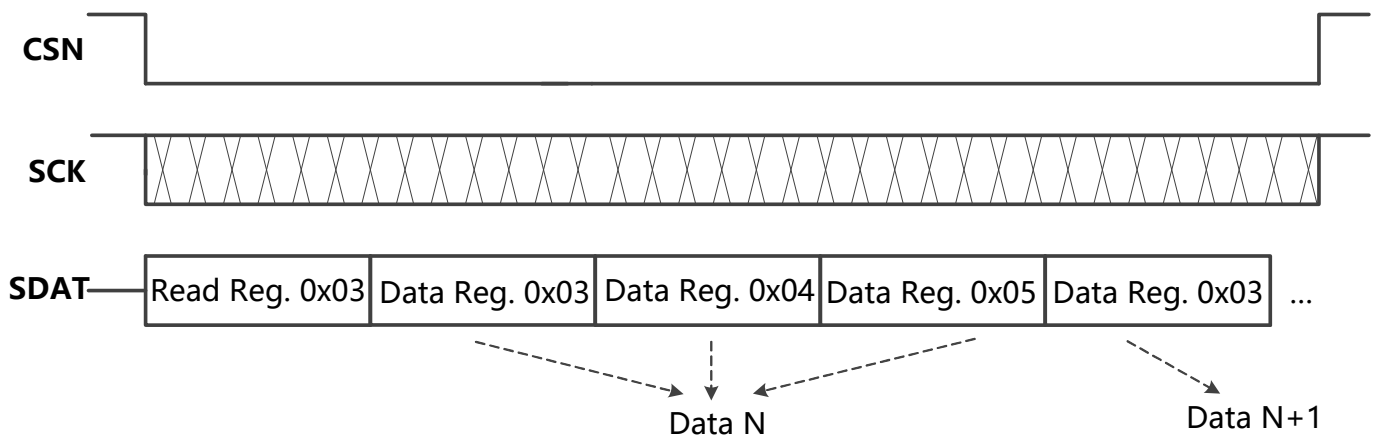 CSN
SCK
SDAT Read Reg. 0x03 Data Reg. 0x03 Data Reg. 0x04 Data Reg. 0x05 Data Reg. 0x03 ...
Data N
Data N+1